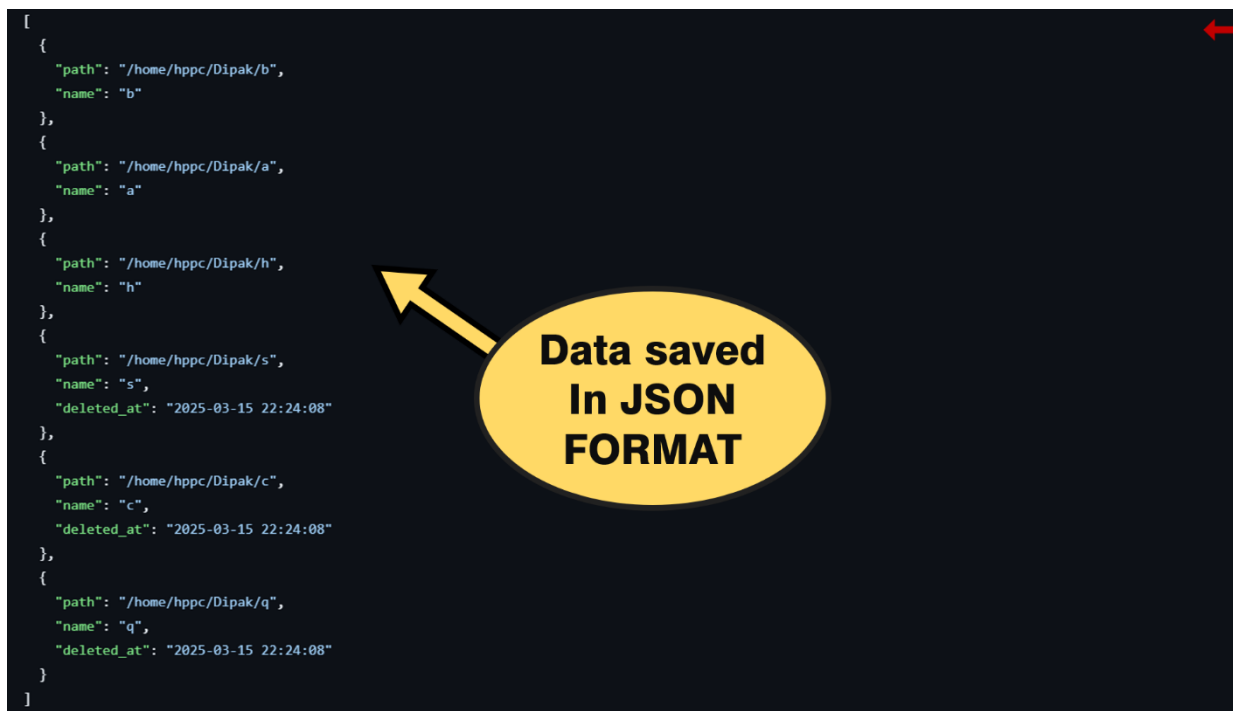 [
  {
    "path": "/home/hppc/Dipak/b",
    "name": "b"
  },
  {
    "path": "/home/hppc/Dipak/a",
    "name": "a"
  },
  {
    "path": "/home/hppc/Dipak/h",
    "name": "h"
  },
  {
    "path": "/home/hppc/Dipak/s",
    "name": "s",
    "deleted_at": "2025-03-15 22:24:08"
  },
  {
    "path": "/home/hppc/Dipak/c",
    "name": "c",
    "deleted_at": "2025-03-15 22:24:08"
  },
  {
    "path": "/home/hppc/Dipak/q",
    "name": "q",
    "deleted_at": "2025-03-15 22:24:08"
  }
]
Data saved
In JSON
FORMAT